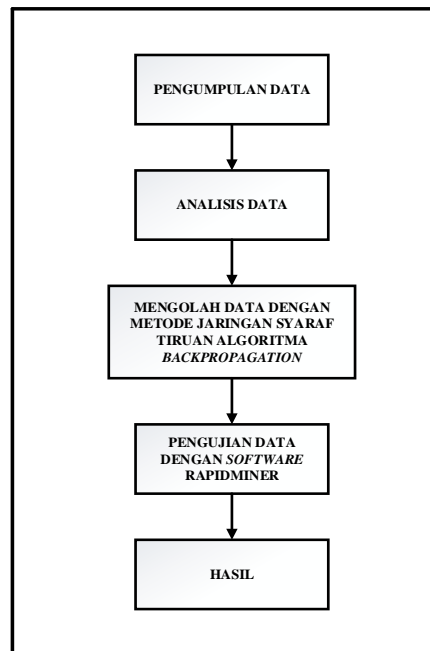 PENGUMPULAN DATA
ANALISIS DATA
MENGOLAH DATA DENGAN
METODE JARINGAN SYARAF
TIRUAN ALGORITMA
BACKPROPAGATION
PENGUJIAN DATA
DENGAN SOFTWARE
RAPIDMINER
HASIL